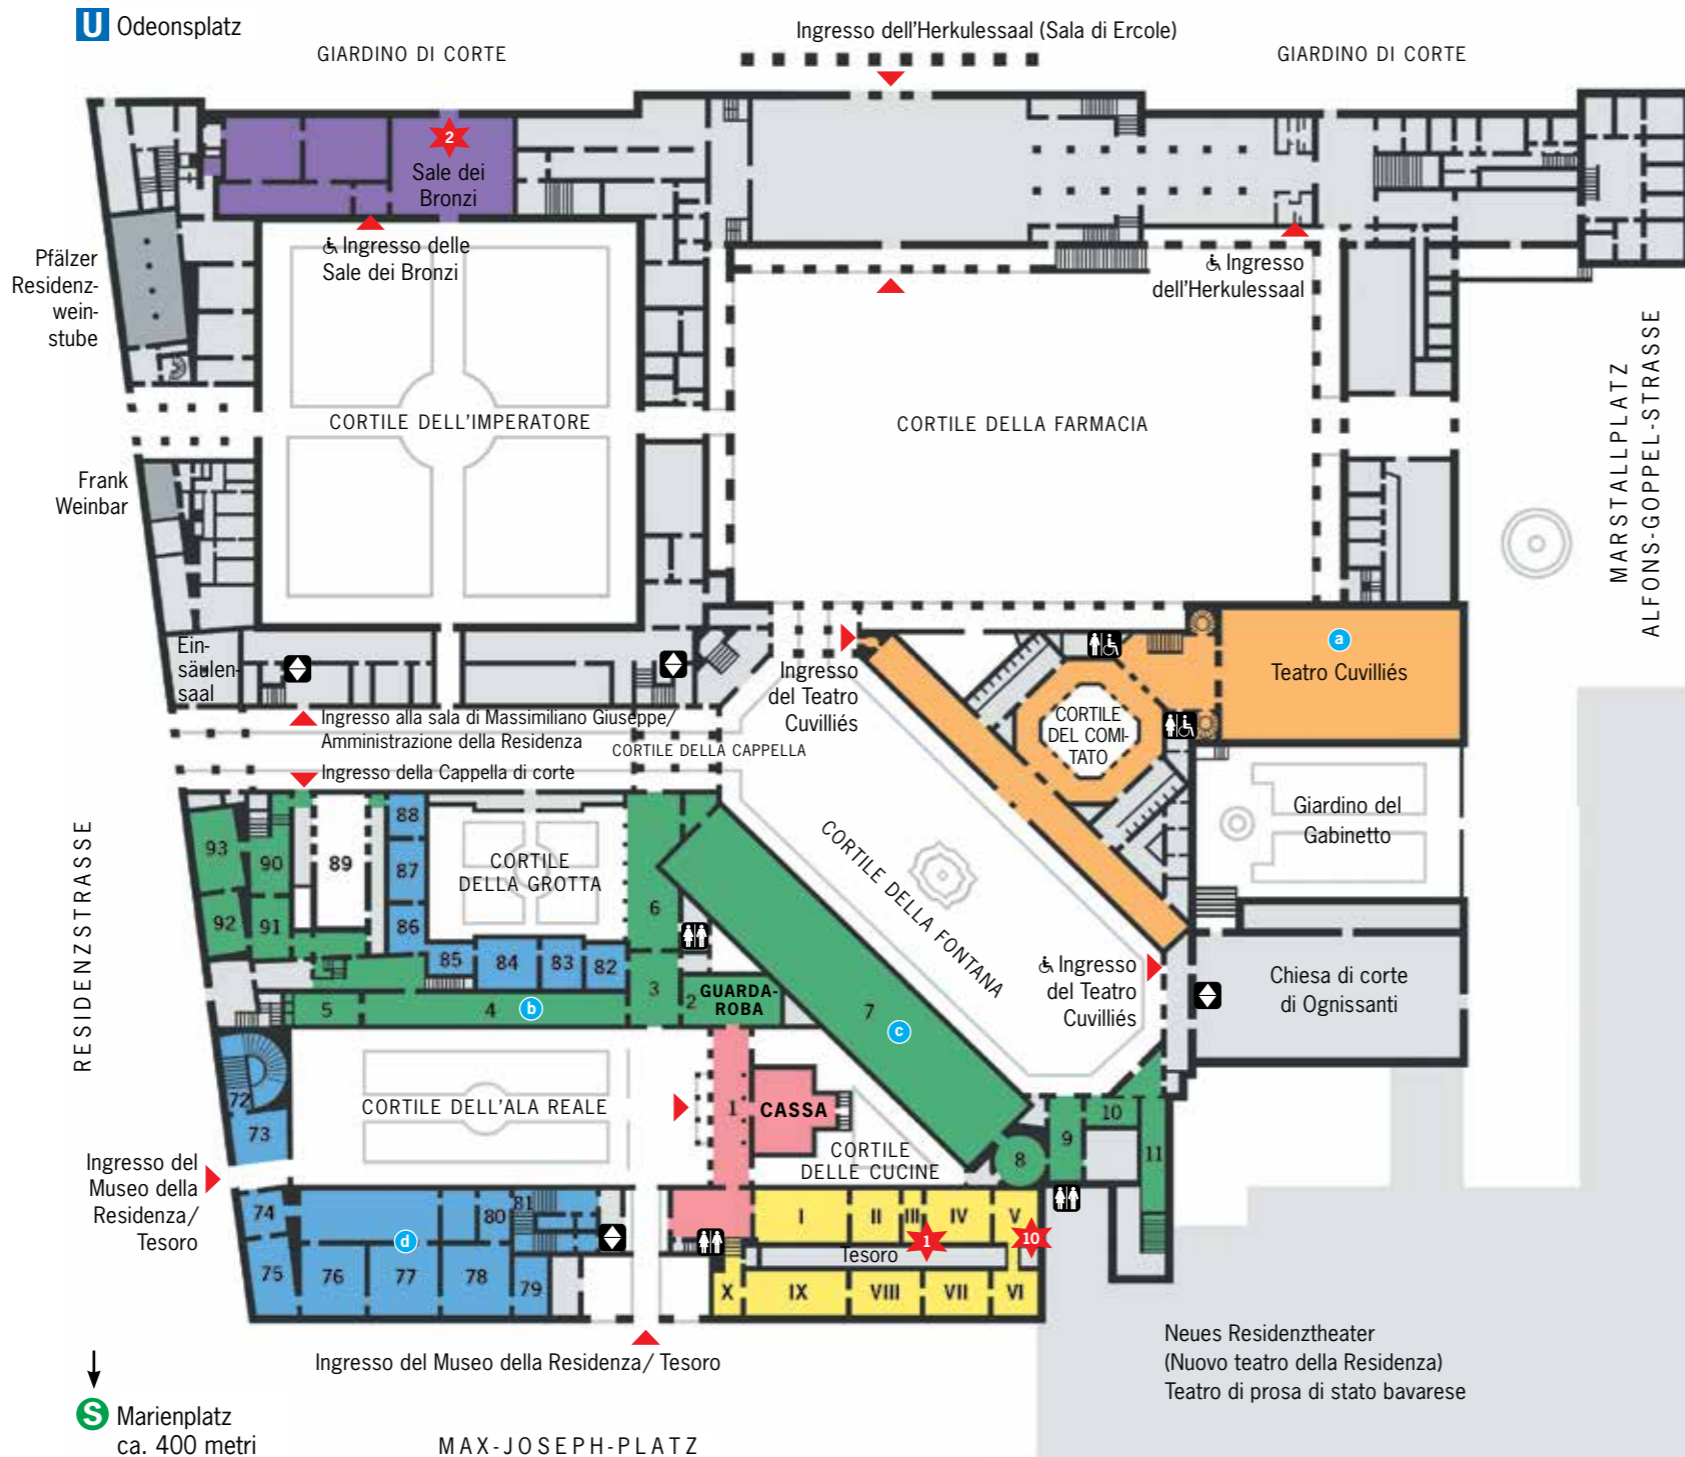 U Odeonsplatz
GIARDINO DI CORTE
Ingresso dell'Herkulessaal (Sala di Ercole)
GIARDINO DI CORTE
2
Sale dei
Bronzi
Ingresso delle
Sale dei Bronzi
Pfälzer
Residenz-
wein-
stube
Ingresso
dell'Herkulessaal
CORTILE DELL'IMPERATORE
CORTILE DELLA FARMACIA
MARSTALLPLATZ
ALFONS-GOPPEL-STRASSE
Frank
Weinbar
Ein-
säulen-
saal
Ingresso
del Teatro
Cuvilliés
a
Teatro Cuvilliés
CORTILE
DEL COMI-
TATO
Ingresso alla sala di Massimiliano Giuseppe/
Amministrazione della Residenza
CORTILE DELLA CAPPELLA
Ingresso della Cappella di corte
Giardino del
Gabinetto
RESIDENZSTRASSE
93
90
89
88
87
86
92
91
CORTILE
DELLA GROTTA
6
85
84
83
82
CORTILE DELLA FONTANA
Ingresso
del Teatro
Cuvilliés
Chiesa di corte
di Ognissanti
5
4
b
3
2
GUARDA-
ROBA
7
c
72
73
CORTILE DELL'ALA REALE
1
CASSA
CORTILE
DELLE CUCINE
8
9
10
11
Ingresso del
Museo della
Residenza/
Tesoro
74
75
76
77
78
79
80
81
d
I
II
III
IV
V
Tesoro
1
10
X
IX
VIII
VII
VI
Ingresso del Museo della Residenza/ Tesoro
Neues Residenztheater
(Nuovo teatro della Residenza)
Teatro di prosa di stato bavarese
S Marienplatz
ca. 400 metri
MAX-JOSEPH-PLATZ